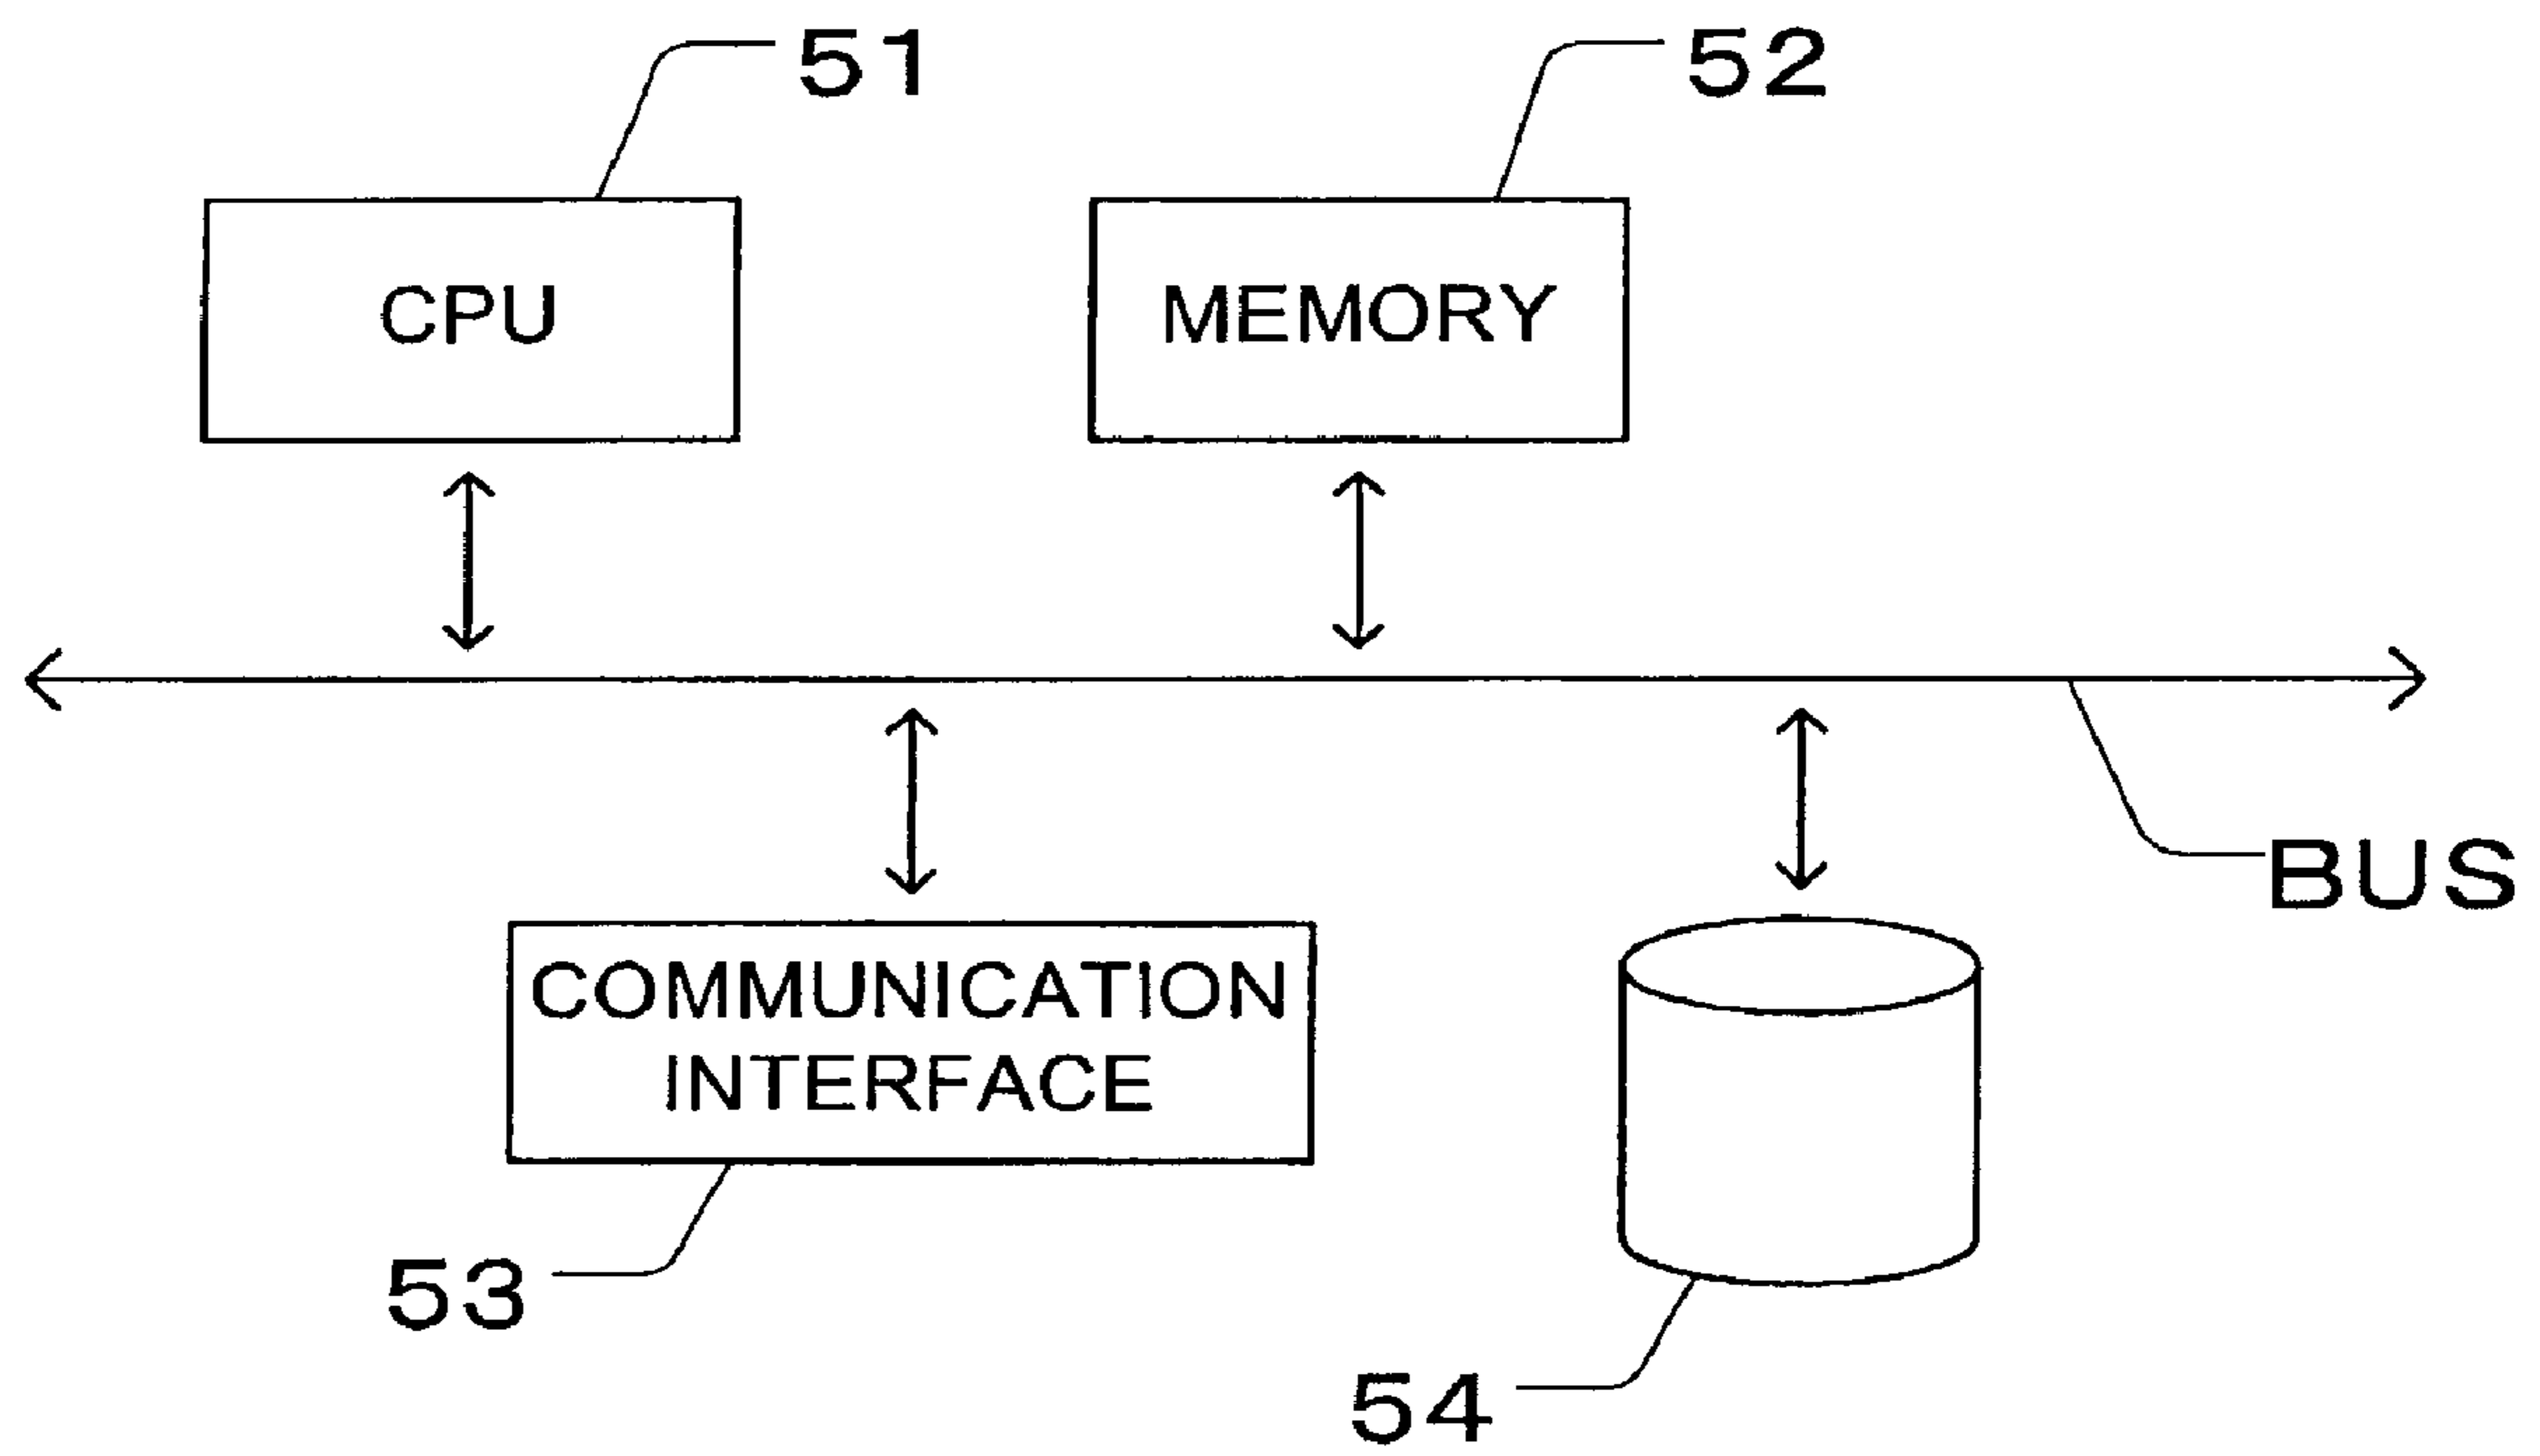 51
52
CPU
MEMORY
BUS
COMMUNICATION
INTERFACE
53
54